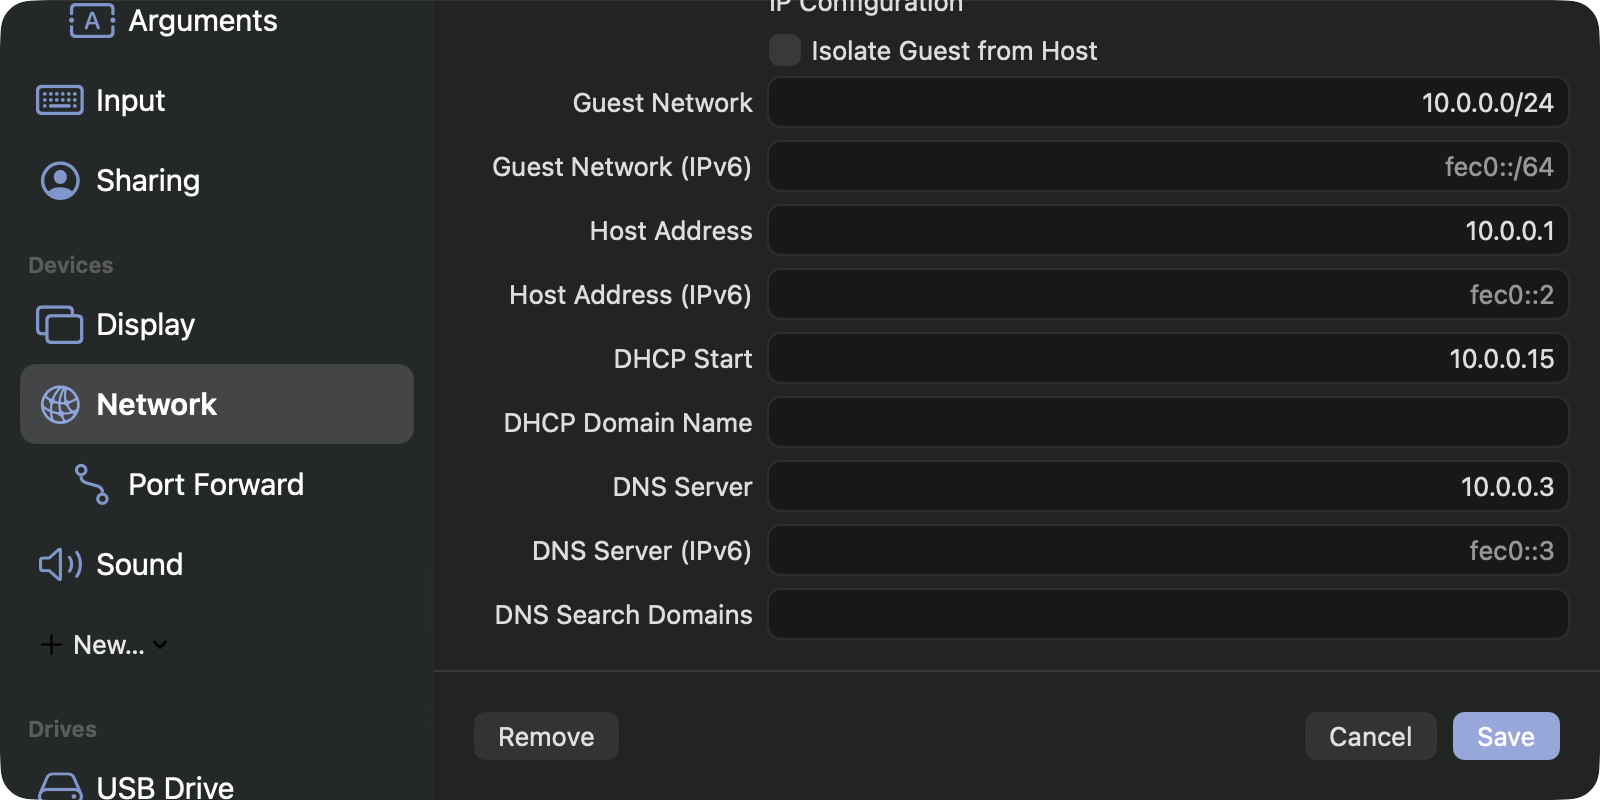 Arguments
Input
Sharing
Devices
Display
Network
Port Forward
Sound
New...
Drives
USB Drive
IP Configuration
Isolate Guest from Host
Guest Network 10.0.0.0/24
Guest Network (IPv6) fec0::/64
Host Address 10.0.0.1
Host Address (IPv6) fec0::2
DHCP Start 10.0.0.15
DHCP Domain Name
DNS Server 10.0.0.3
DNS Server (IPv6) fec0::3
DNS Search Domains
Remove Cancel Save